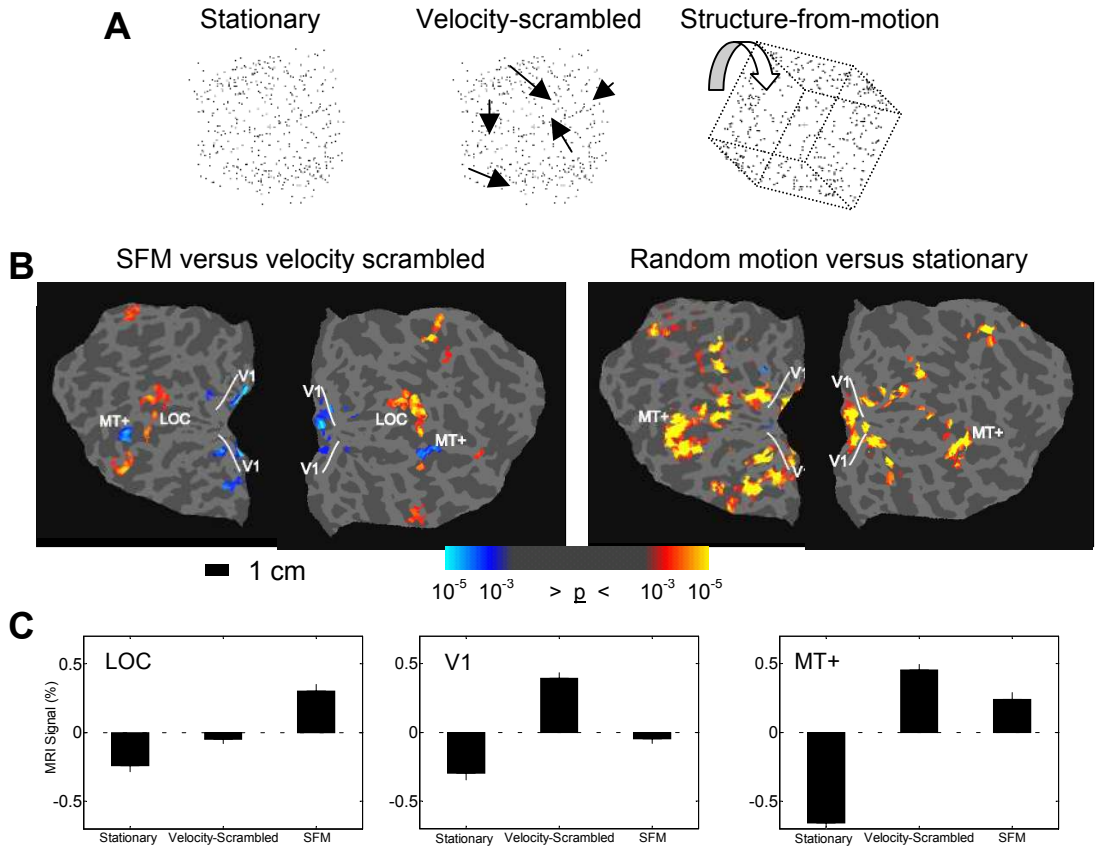 A
Stationary
Velocity-scrambled
Structure-from-motion
B
SFM versus velocity scrambled
Random motion versus stationary
V1
MT+
LOC
V1
V1
LOC
MT+
V1
V1
MT+
V1
V1
MT+
V1
1 cm
10⁻⁵ 10⁻³ > p < 10⁻³ 10⁻⁵
C
MRI Signal (%)
LOC
0.5
0
-0.5
Stationary Velocity-Scrambled SFM
V1
0.5
0
-0.5
Stationary Velocity-Scrambled SFM
MT+
0.5
0
-0.5
Stationary Velocity-Scrambled SFM